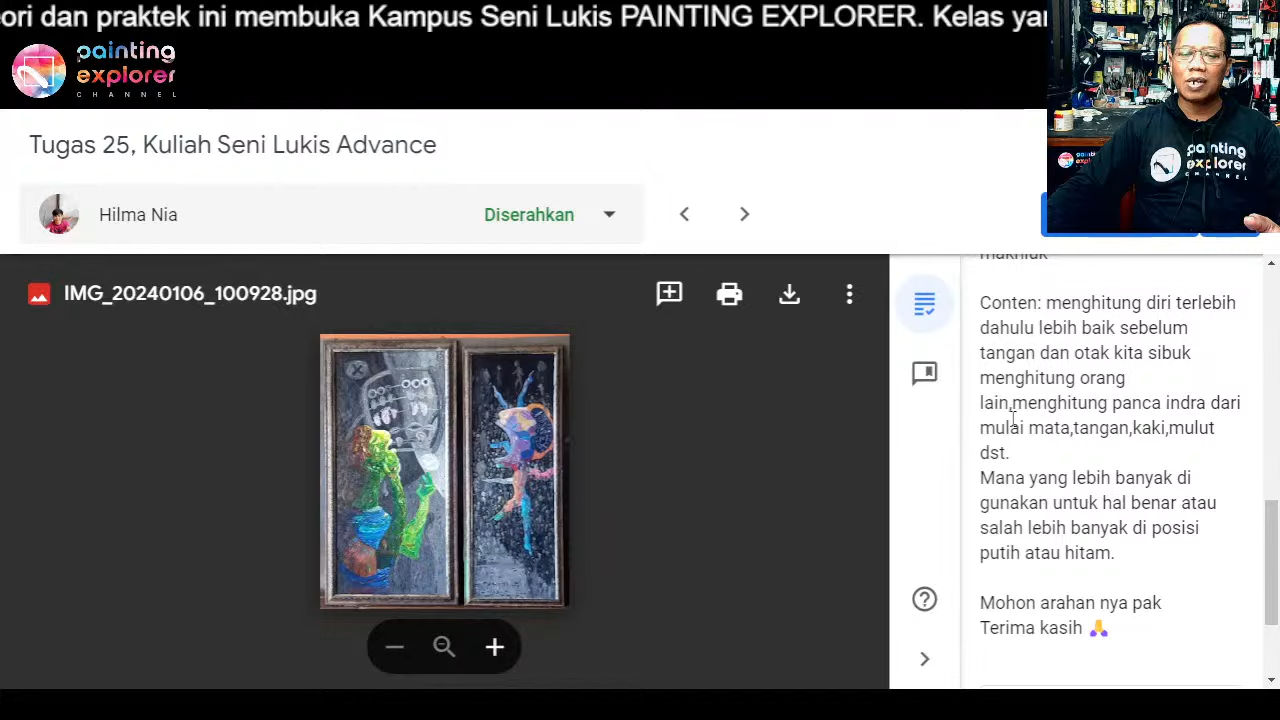 ori dan praktek ini membuka Kampus Seni Lukis PAINTING EXPLORER. Kelas yan
painting
explorer
CHANNEL
painting
explorer
CHANNEL
Tugas 25, Kuliah Seni Lukis Advance
Hilma Nia
Diserahkan
IMG_20240106_100928.jpg
makhluk
Conten: menghitung diri terlebih
dahulu lebih baik sebelum
tangan dan otak kita sibuk
menghitung orang
lain,menghitung panca indra dari
mulai mata,tangan,kaki,mulut
dst.
Mana yang lebih banyak di
gunakan untuk hal benar atau
salah lebih banyak di posisi
putih atau hitam.
Mohon arahan nya pak
Terima kasih 🙏